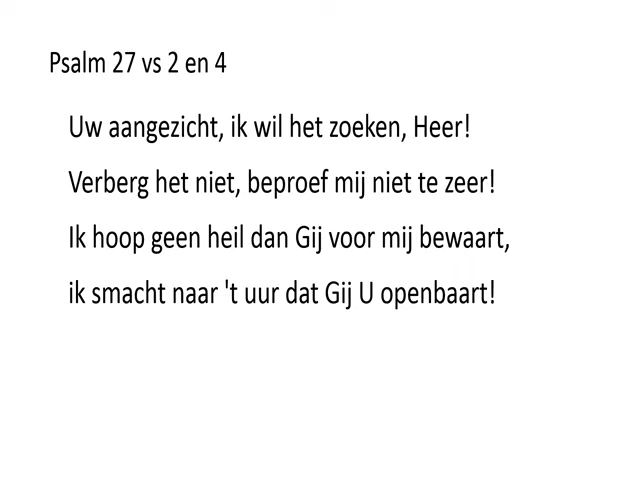 Psalm 27 vs 2 en 4
Uw aangezicht, ik wil het zoeken, Heer!
Verberg het niet, beproef mij niet te zeer!
Ik hoop geen heil dan Gij voor mij bewaart,
ik smacht naar 't uur dat Gij U openbaart!